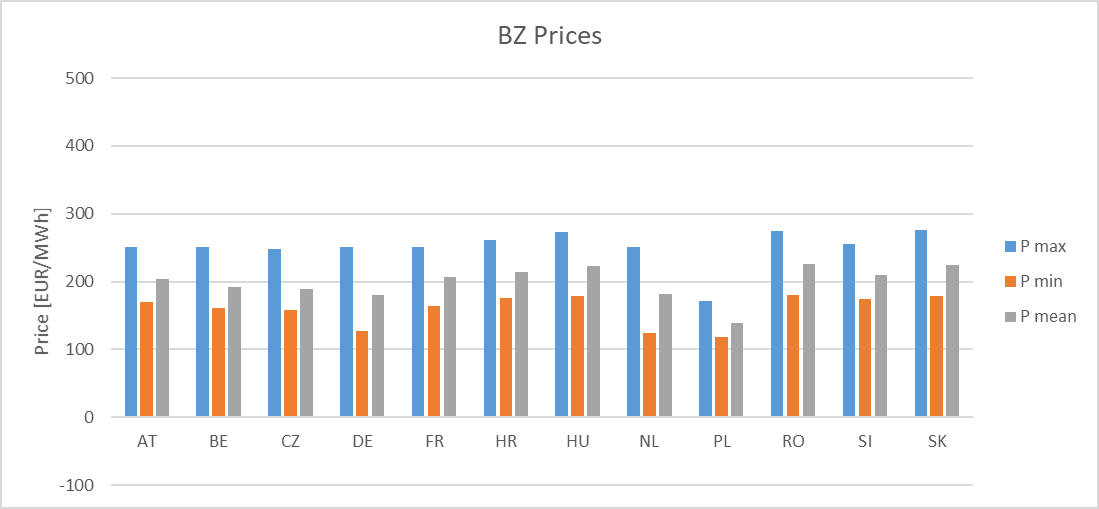 BZ Prices
Price [EUR/MWh]
500
400
300
200
100
0
-100
AT BE CZ DE FR HR HU NL PL RO SI SK
P max
P min
P mean